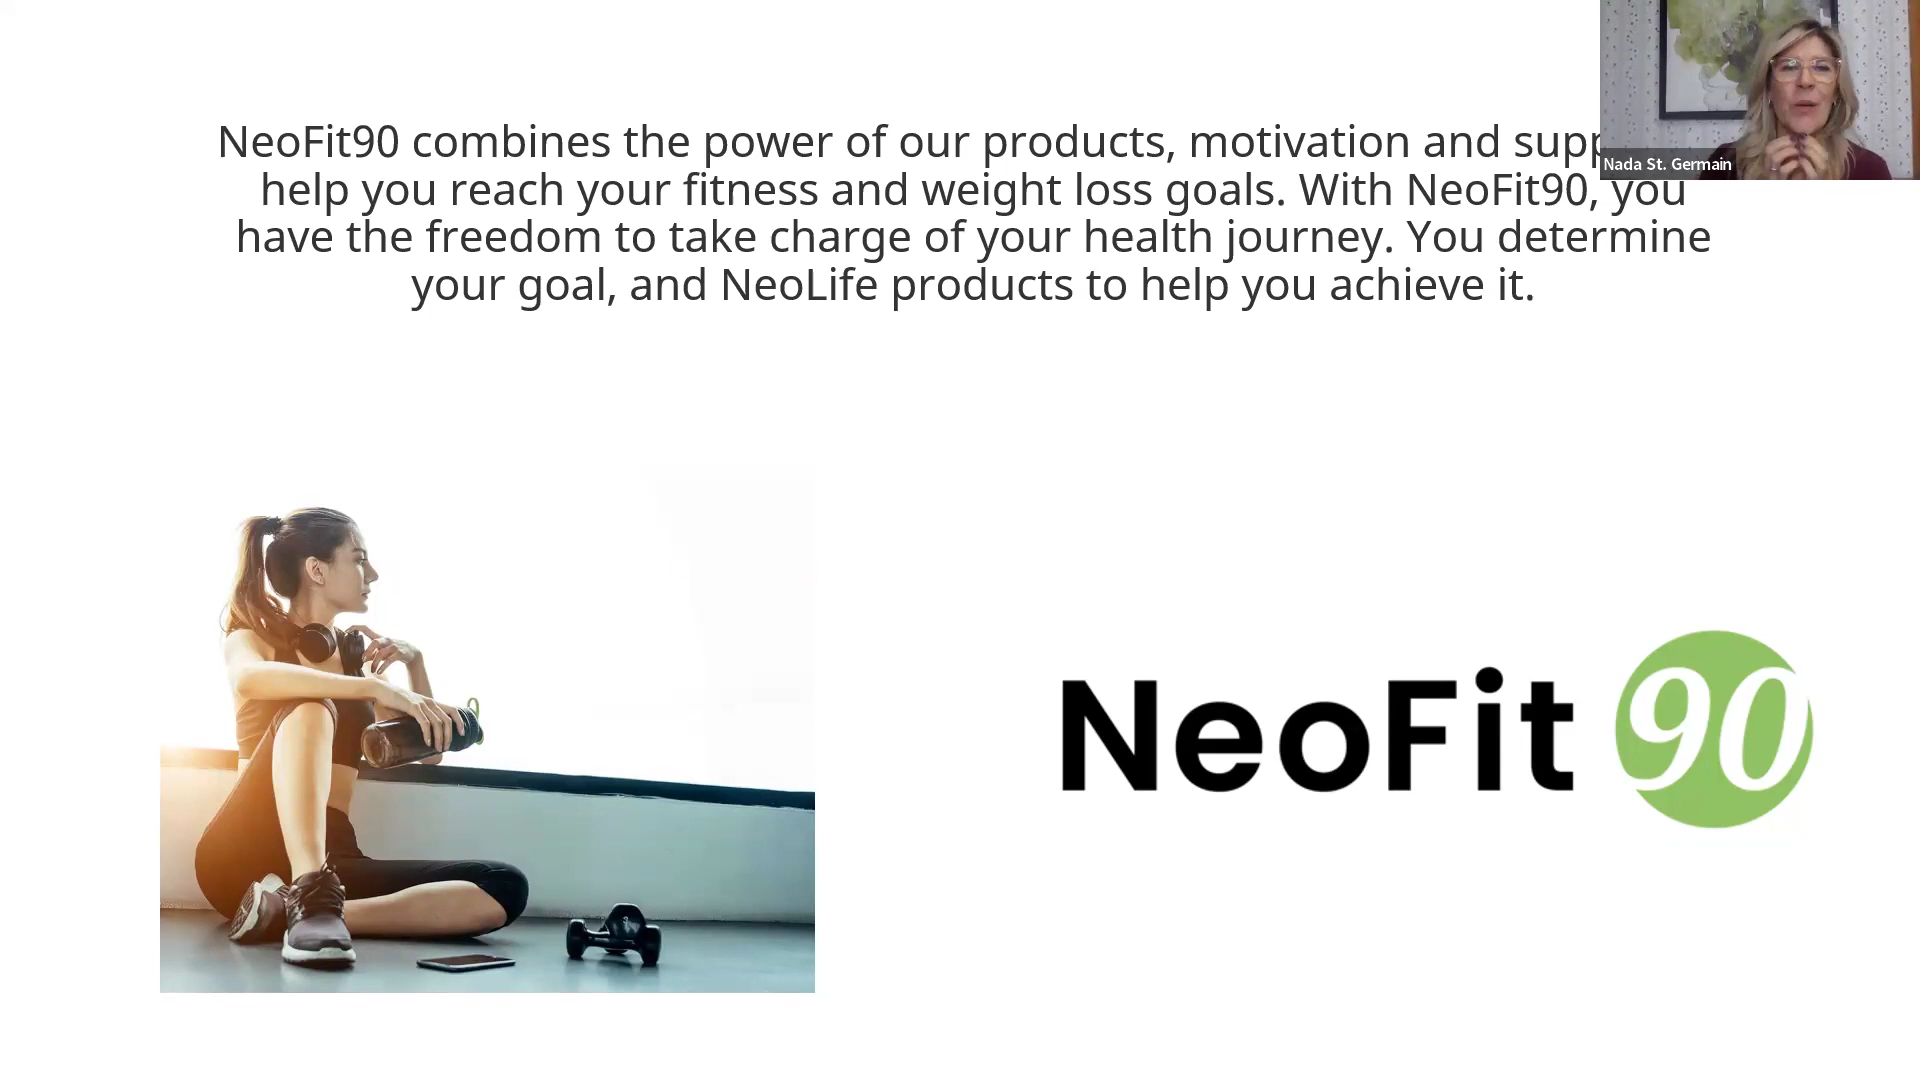 NeoFit90 combines the power of our products, motivation and
help you reach your fitness and weight loss goals. With NeoFit90, you
have the freedom to take charge of your health journey. You determine
your goal, and NeoLife products to help you achieve it.
Nada St. Germain
NeoFit 90